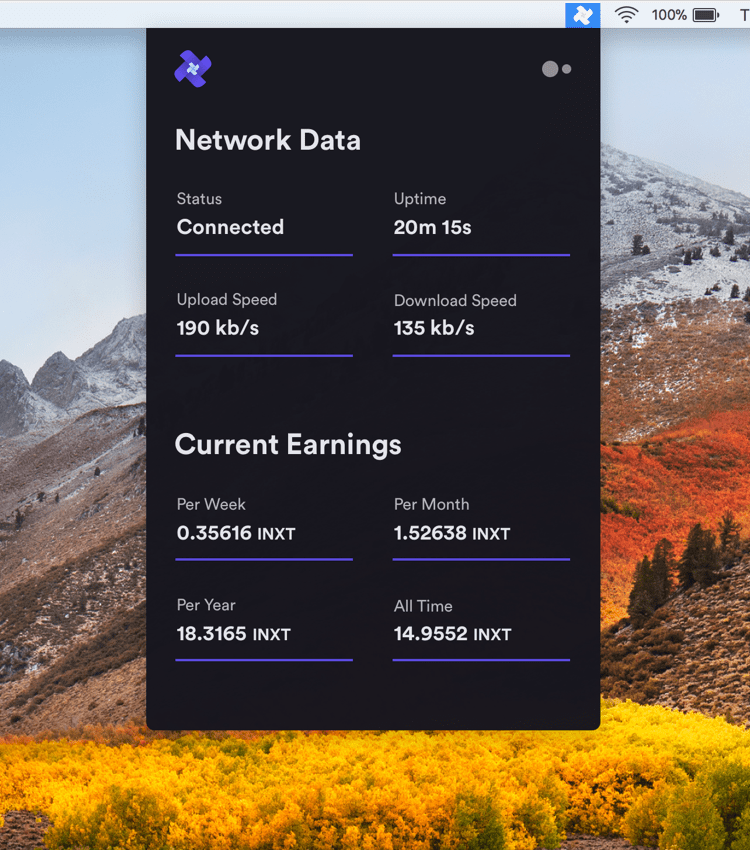 100% T
Network Data
Status Uptime
Connected 20m 15s
Upload Speed Download Speed
190 kb/s 135 kb/s
Current Earnings
Per Week Per Month
0.35616 INXT 1.52638 INXT
Per Year All Time
18.3165 INXT 14.9552 INXT